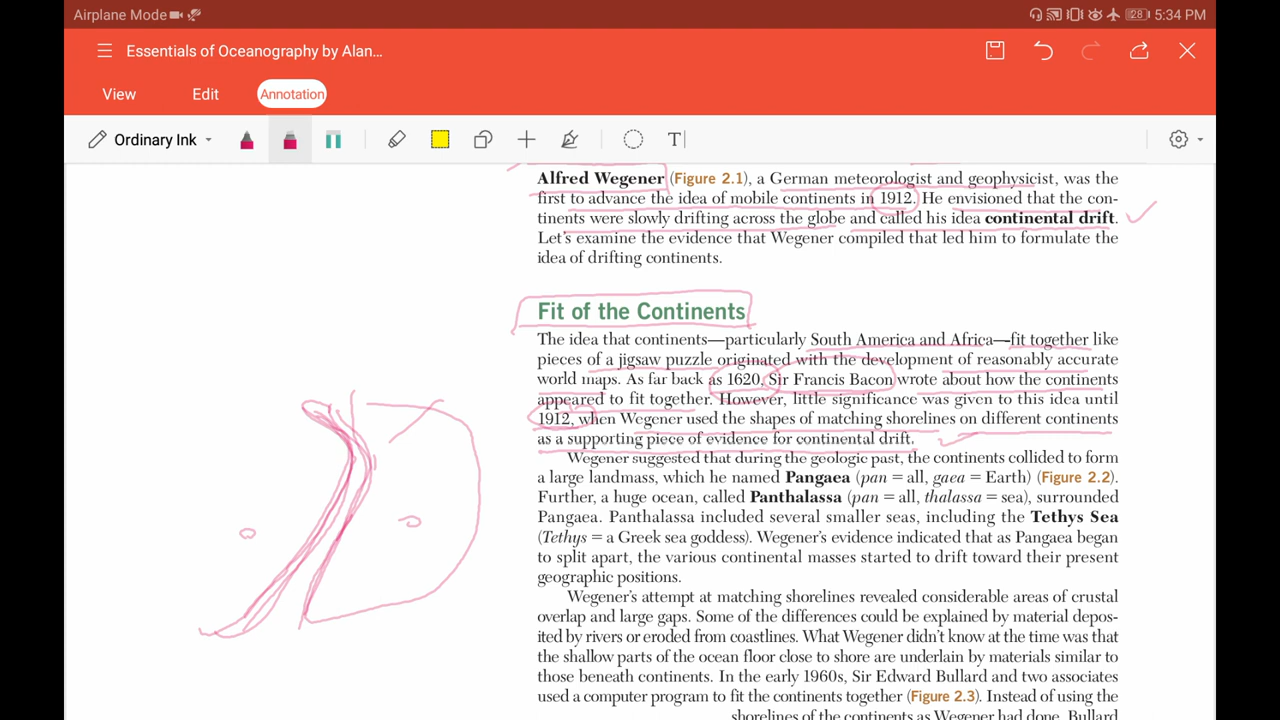 Airplane Mode
28 5:34 PM
Essentials of Oceanography by Alan...
View Edit Annotation
Ordinary Ink T
Alfred Wegener (Figure 2.1), a German meteorologist and geophysicist, was the
first to advance the idea of mobile continents in 1912. He envisioned that the con-
tinents were slowly drifting across the globe and called his idea continental drift.
Let's examine the evidence that Wegener compiled that led him to formulate the
idea of drifting continents.
Fit of the Continents
The idea that continents—particularly South America and Africa—fit together like
pieces of a jigsaw puzzle originated with the development of reasonably accurate
world maps. As far back as 1620, Sir Francis Bacon wrote about how the continents
appeared to fit together. However, little significance was given to this idea until
1912, when Wegener used the shapes of matching shorelines on different continents
as a supporting piece of evidence for continental drift.
Wegener suggested that during the geologic past, the continents collided to form
a large landmass, which he named Pangaea (pan = all, gaea = Earth) (Figure 2.2).
Further, a huge ocean, called Panthalassa (pan = all, thalassa = sea), surrounded
Pangaea. Panthalassa included several smaller seas, including the Tethys Sea
(Tethys = a Greek sea goddess). Wegener's evidence indicated that as Pangaea began
to split apart, the various continental masses started to drift toward their present
geographic positions.
Wegener's attempt at matching shorelines revealed considerable areas of crustal
overlap and large gaps. Some of the differences could be explained by material depos-
ited by rivers or eroded from coastlines. What Wegener didn't know at the time was that
the shallow parts of the ocean floor close to shore are underlain by materials similar to
those beneath continents. In the early 1960s, Sir Edward Bullard and two associates
used a computer program to fit the continents together (Figure 2.3). Instead of using the
shorelines of the continents as Wegener had done, Bullard